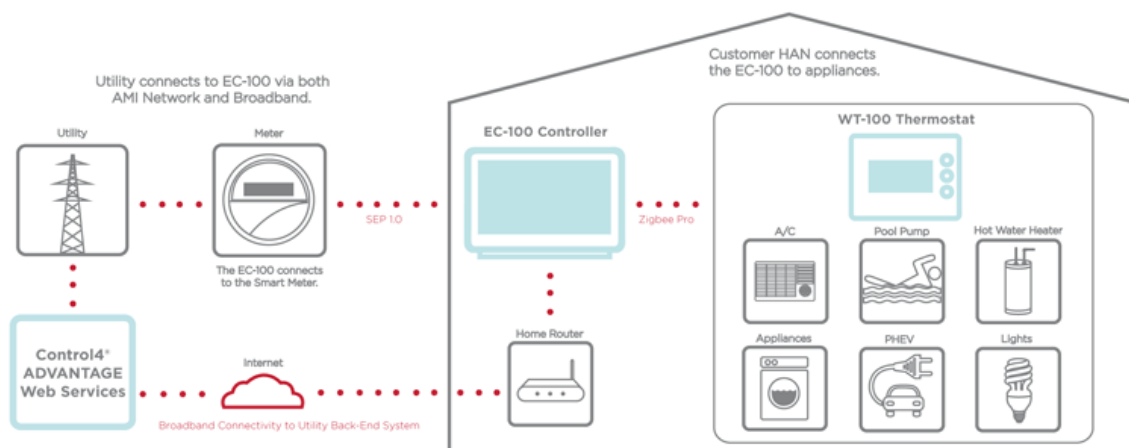 Customer HAN connects
the EC-100 to appliances.
Utility connects to EC-100 via both
AMI Network and Broadband.
Utility
Meter
EC-100 Controller
WT-100 Thermostat
SEP 1.0
Zigbee Pro
A/C
Pool Pump
Hot Water Heater
The EC-100 connects
to the Smart Meter.
Home Router
Appliances
PHEV
Lights
Control4®
ADVANTAGE
Web Services
Internet
Broadband Connectivity to Utility Back-End System